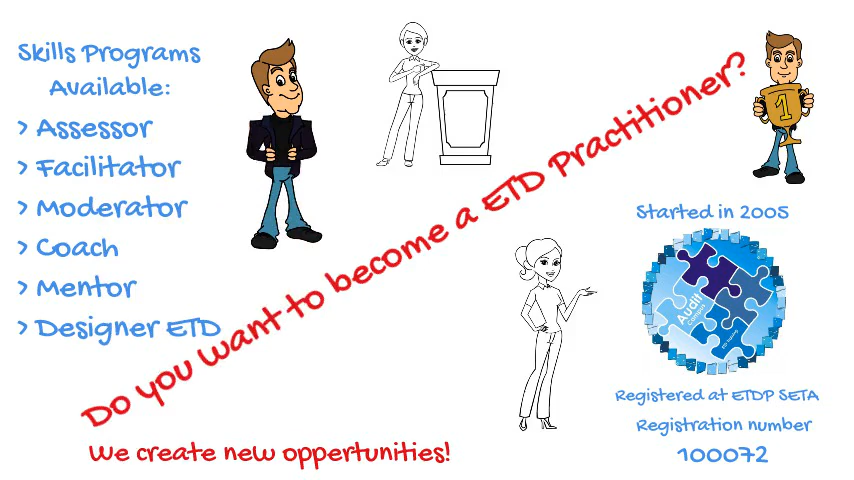 Skills Programs
Available:
> Assessor
> Facilitator
> Moderator
> Coach
> Mentor
> Designer ETD
Do you want to become a ETD Practitioner?
1
Started in 2005
Audit
Campus
Registered at ETDP SETA
Registration number
100072
We create new oppertunities!